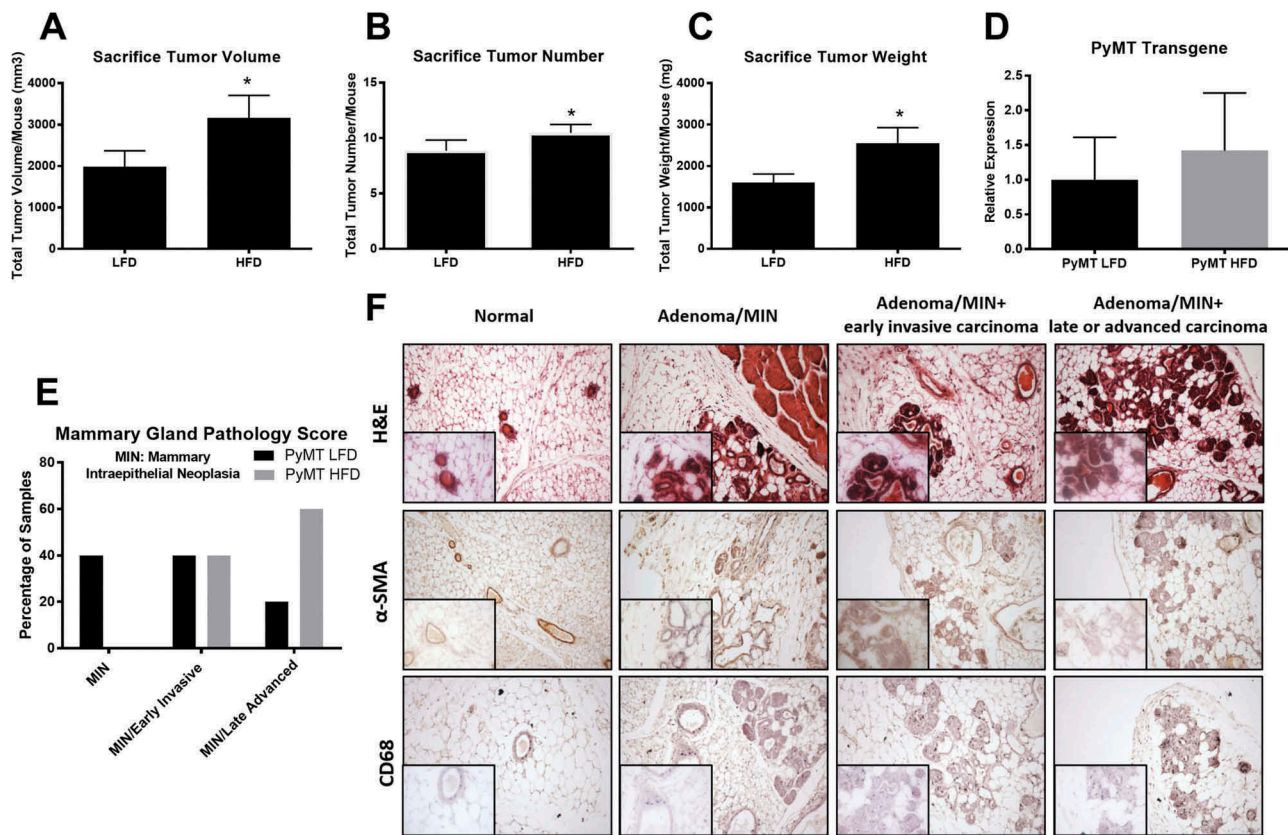 A
Sacrifice Tumor Volume
Total Tumor Volume/Mouse (mm3)
4000
3000
2000
1000
0
*
LFD
HFD
B
Sacrifice Tumor Number
Total Tumor Number/Mouse
15
10
5
0
*
LFD
HFD
C
Sacrifice Tumor Weight
Total Tumor Weight/Mouse (mg)
4000
3000
2000
1000
0
*
LFD
HFD
D
PyMT Transgene
Relative Expression
2.5
2.0
1.5
1.0
0.5
0.0
PyMT LFD
PyMT HFD
E
Mammary Gland Pathology Score
MIN: Mammary
Intraepithelial Neoplasia
PyMT LFD
PyMT HFD
Percentage of Samples
80
60
40
20
0
MIN
MIN/Early Invasive
MIN/Late Advanced
F
Normal
Adenoma/MIN
Adenoma/MIN+
early invasive carcinoma
Adenoma/MIN+
late or advanced carcinoma
H&E
α-SMA
CD68